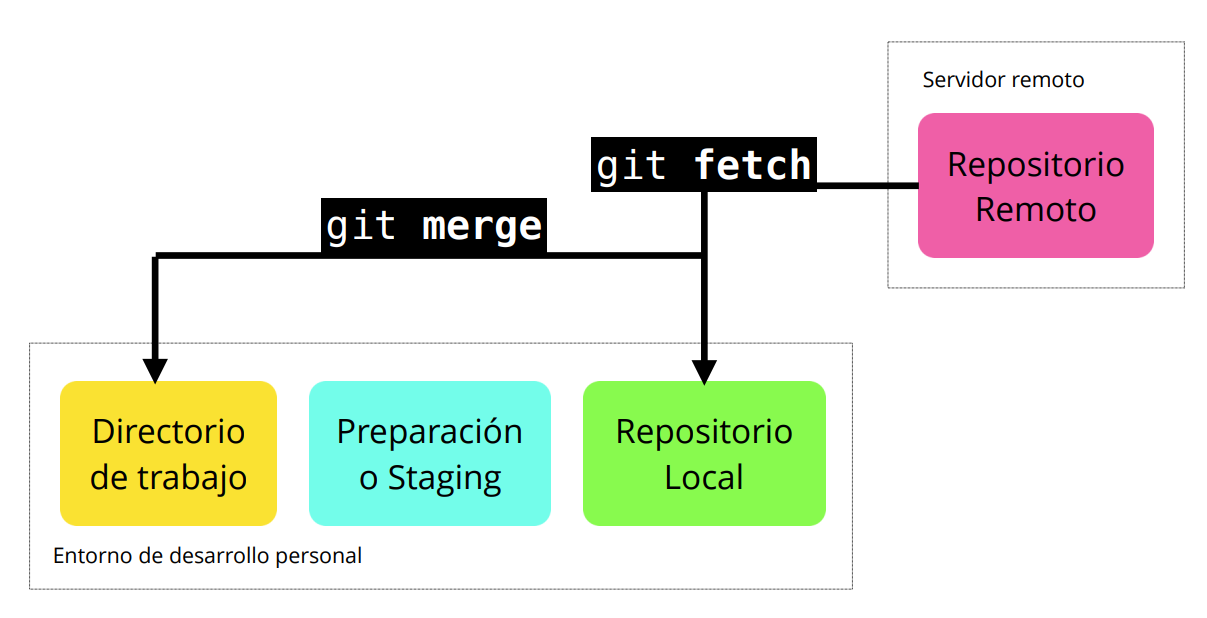 Servidor remoto
git fetch
Repositorio
Remoto
git merge
Directorio
de trabajo
Preparación
o Staging
Repositorio
Local
Entorno de desarrollo personal